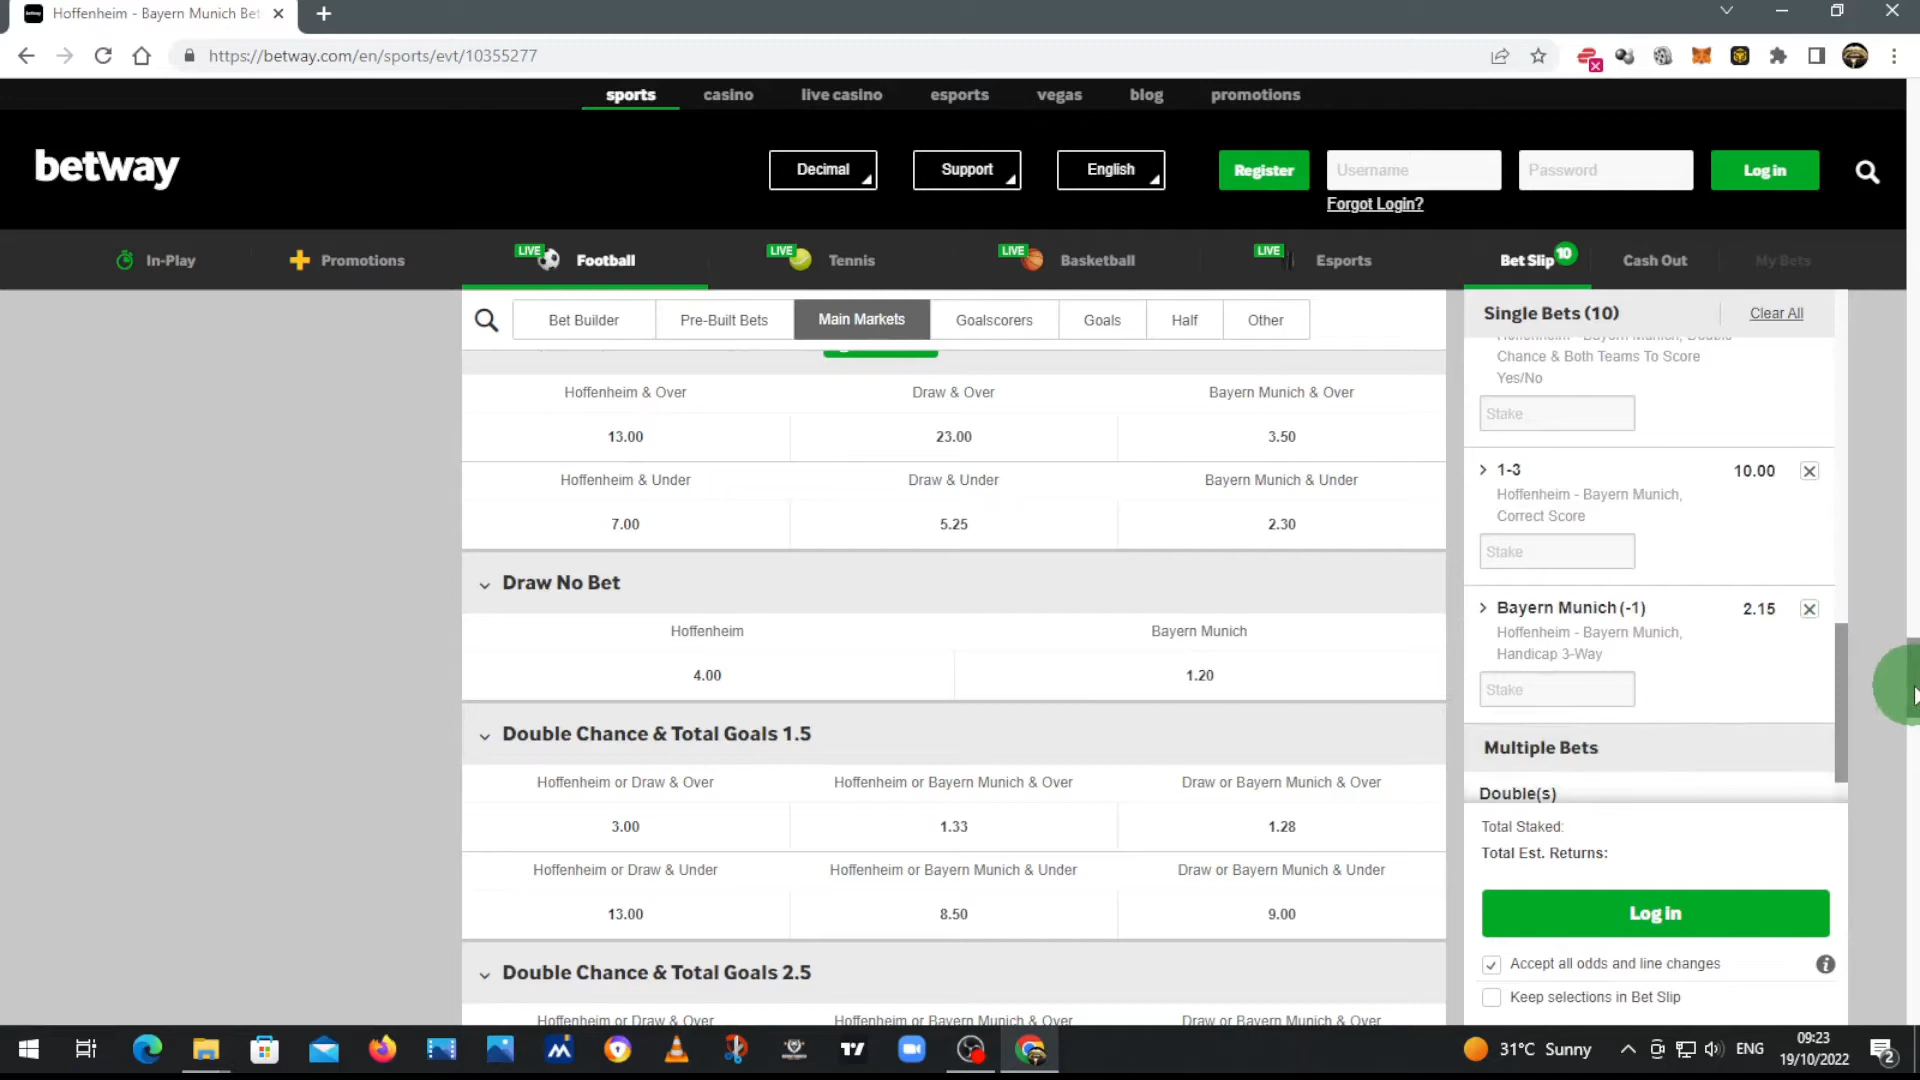 Hoffenheim - Bayern Munich Bet
https://betway.com/en/sports/evt/10355277
sports casino live casino esports vegas blog promotions
betway
Decimal Support English Register Username Password Log in
Forgot Login?
In-Play Promotions LIVE Football LIVE Tennis LIVE Basketball LIVE Esports Bet Slip 10 Cash Out My Bets
Bet Builder Pre-Built Bets Main Markets Goalscorers Goals Half Other
Hoffenheim & Over Draw & Over Bayern Munich & Over
13.00 23.00 3.50
Hoffenheim & Under Draw & Under Bayern Munich & Under
7.00 5.25 2.30
Draw No Bet
Hoffenheim Bayern Munich
4.00 1.20
Double Chance & Total Goals 1.5
Hoffenheim or Draw & Over Hoffenheim or Bayern Munich & Over Draw or Bayern Munich & Over
3.00 1.33 1.28
Hoffenheim or Draw & Under Hoffenheim or Bayern Munich & Under Draw or Bayern Munich & Under
13.00 8.50 9.00
Double Chance & Total Goals 2.5
Hoffenheim or Draw & Over Hoffenheim or Bayern Munich & Over Draw or Bayern Munich & Over
Single Bets (10) Clear All
Hoffenheim - Bayern Munich, Double
Chance & Both Teams To Score
Yes/No
Stake
1-3 10.00
Hoffenheim - Bayern Munich,
Correct Score
Stake
Bayern Munich (-1) 2.15
Hoffenheim - Bayern Munich,
Handicap 3-Way
Stake
Multiple Bets
Double(s)
Total Staked:
Total Est. Returns:
Log in
Accept all odds and line changes
Keep selections in Bet Slip
31°C Sunny ENG 09:23
19/10/2022 2